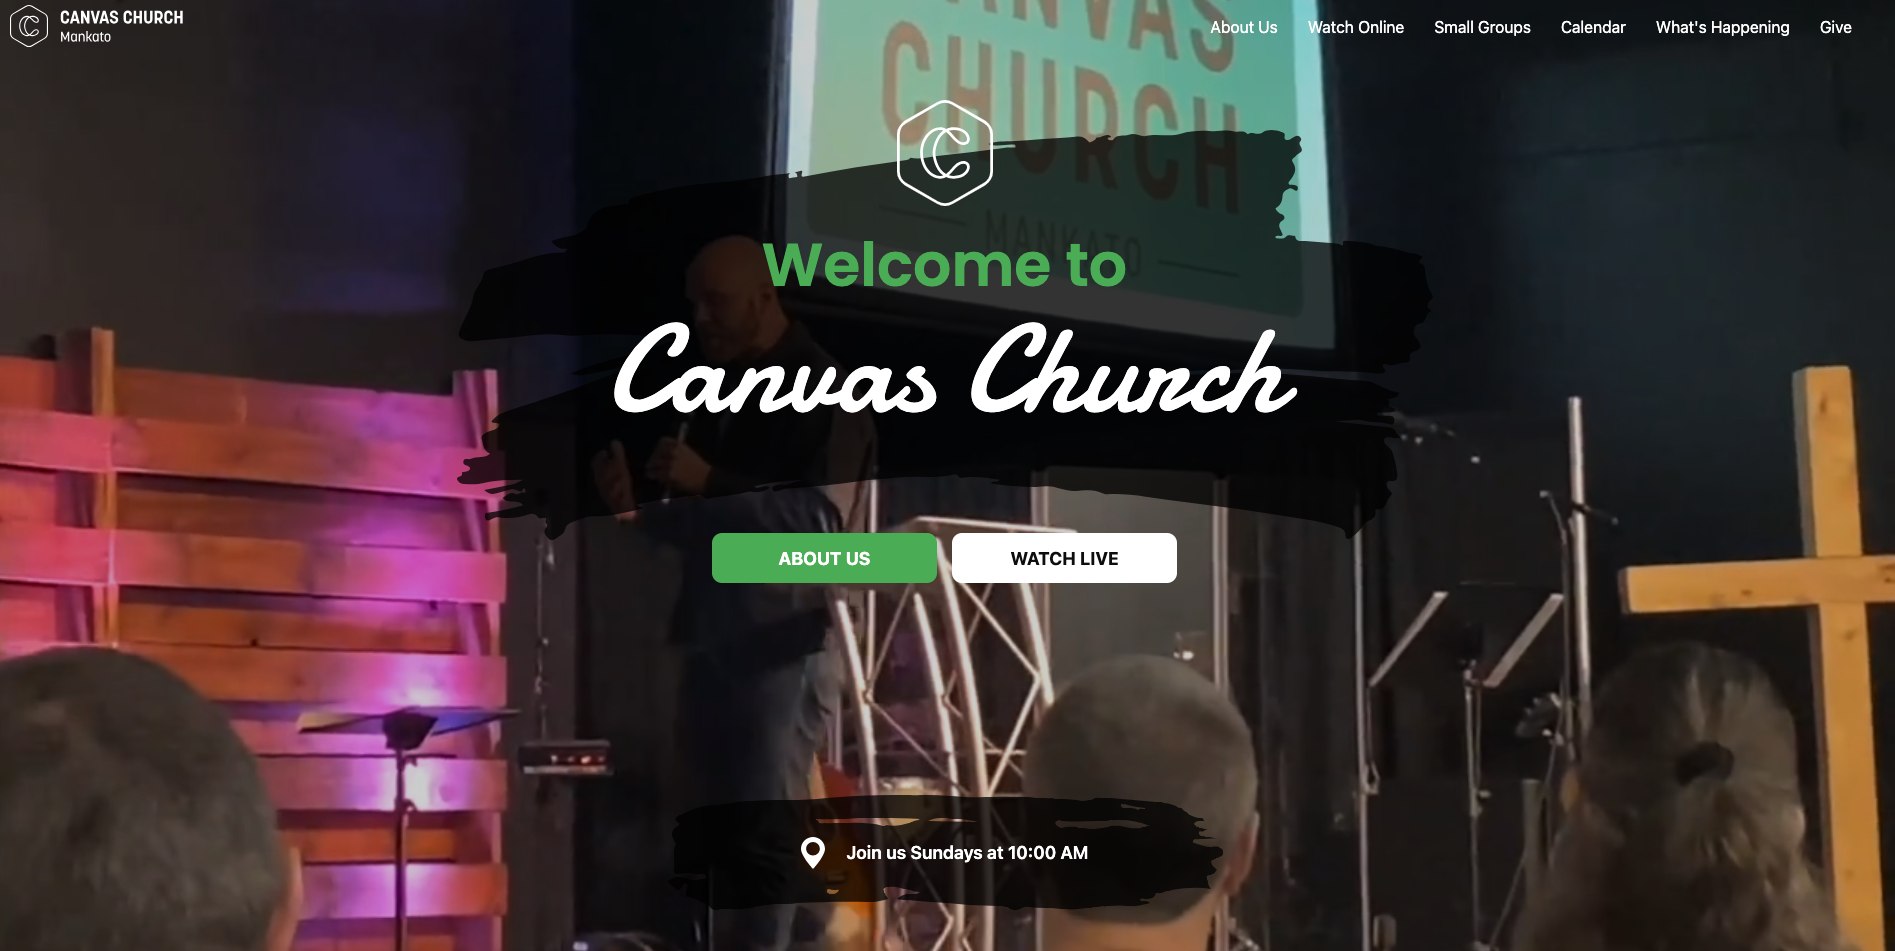 CANVAS CHURCH
Mankato
About Us
Watch Online
Small Groups
Calendar
What's Happening
Give
CANVAS
CHURCH
MANKATO
Welcome to
Canvas Church
ABOUT US
WATCH LIVE
Join us Sundays at 10:00 AM